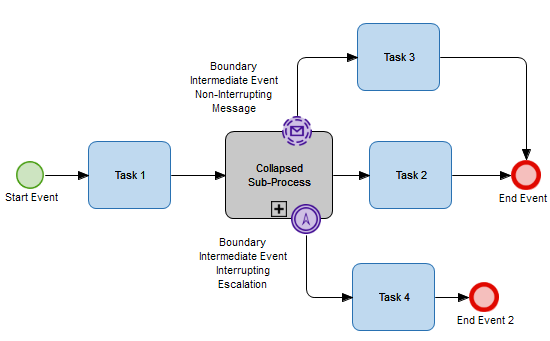 Task 3
Boundary
Intermediate Event
Non-Interrupting
Message
Start Event
Task 1
Collapsed
Sub-Process
Task 2
End Event
Boundary
Intermediate Event
Interrupting
Escalation
Task 4
End Event 2